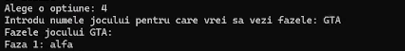 Alege o optiune: 4
Introdu numele jocului pentru care vrei sa vezi fazele: GTA
Fazele jocului GTA:
Faza 1: alfa